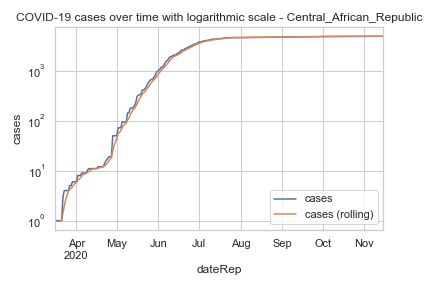 COVID-19 cases over time with logarithmic scale - Central_African_Republic
cases
10³
10²
10¹
10⁰
cases
cases (rolling)
Apr May Jun Jul Aug Sep Oct Nov
2020
dateRep